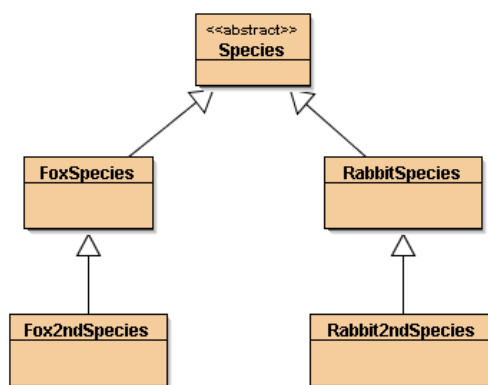 <<abstract>>
Species
FoxSpecies
RabbitSpecies
Fox2ndSpecies
Rabbit2ndSpecies